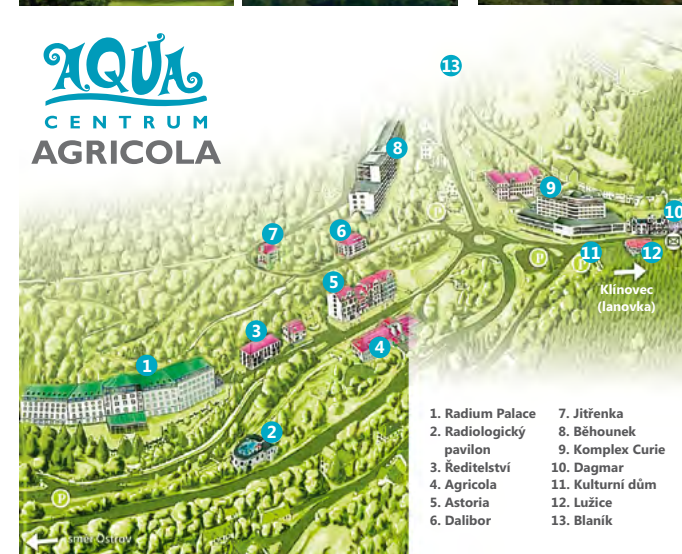 AQUA
CENTRUM
AGRICOLA
13
8
9
10
7
6
P
5
P
P
11
12
Klínovec
(lanovka)
3
4
1
2
P
směr Ostrov
1. Radium Palace
2. Radiologický
pavilon
3. Ředitelství
4. Agricola
5. Astoria
6. Dalibor
7. Jitřenka
8. Běhounek
9. Komplex Curie
10. Dagmar
11. Kulturní dům
12. Lužice
13. Blaník